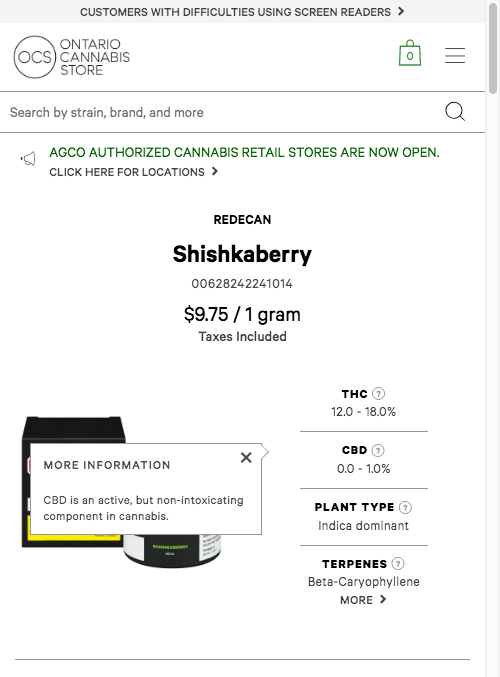 CUSTOMERS WITH DIFFICULTIES USING SCREEN READERS
OCS
ONTARIO
CANNABIS
STORE
0
Search by strain, brand, and more
AGCO AUTHORIZED CANNABIS RETAIL STORES ARE NOW OPEN.
CLICK HERE FOR LOCATIONS
REDECAN
Shishkaberry
00628242241014
$9.75 / 1 gram
Taxes Included
MORE INFORMATION
CBD is an active, but non-intoxicating
component in cannabis.
SHISHKABERRY
THC ?
12.0 - 18.0%
CBD ?
0.0 - 1.0%
PLANT TYPE ?
Indica dominant
TERPENES ?
Beta-Caryophyllene
MORE